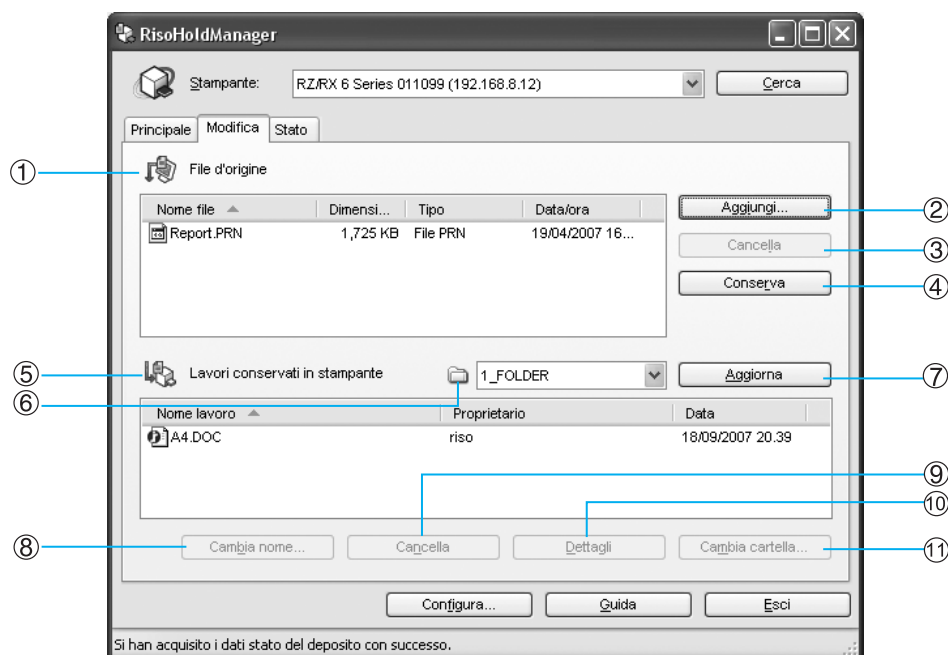 RisoHoldManager
Stampante: RZ/RX 6 Series 011099 (192.168.8.12) Cerca
Principale Modifica Stato
① File d'origine
Nome file Dimensi... Tipo Data/ora Aggiungi... ②
Report.PRN 1,725 KB File PRN 19/04/2007 16...
Cancella ③
Conserva ④
⑤ Lavori conservati in stampante 1_FOLDER Aggiorna ⑦
⑥
Nome lavoro Proprietario Data
A4.DOC riso 18/09/2007 20.39
⑨
⑩
⑧ Cambia nome... Cancella Dettagli Cambia cartella... ⑪
Configura... Guida Esci
Si han acquisito i dati stato del deposito con successo.